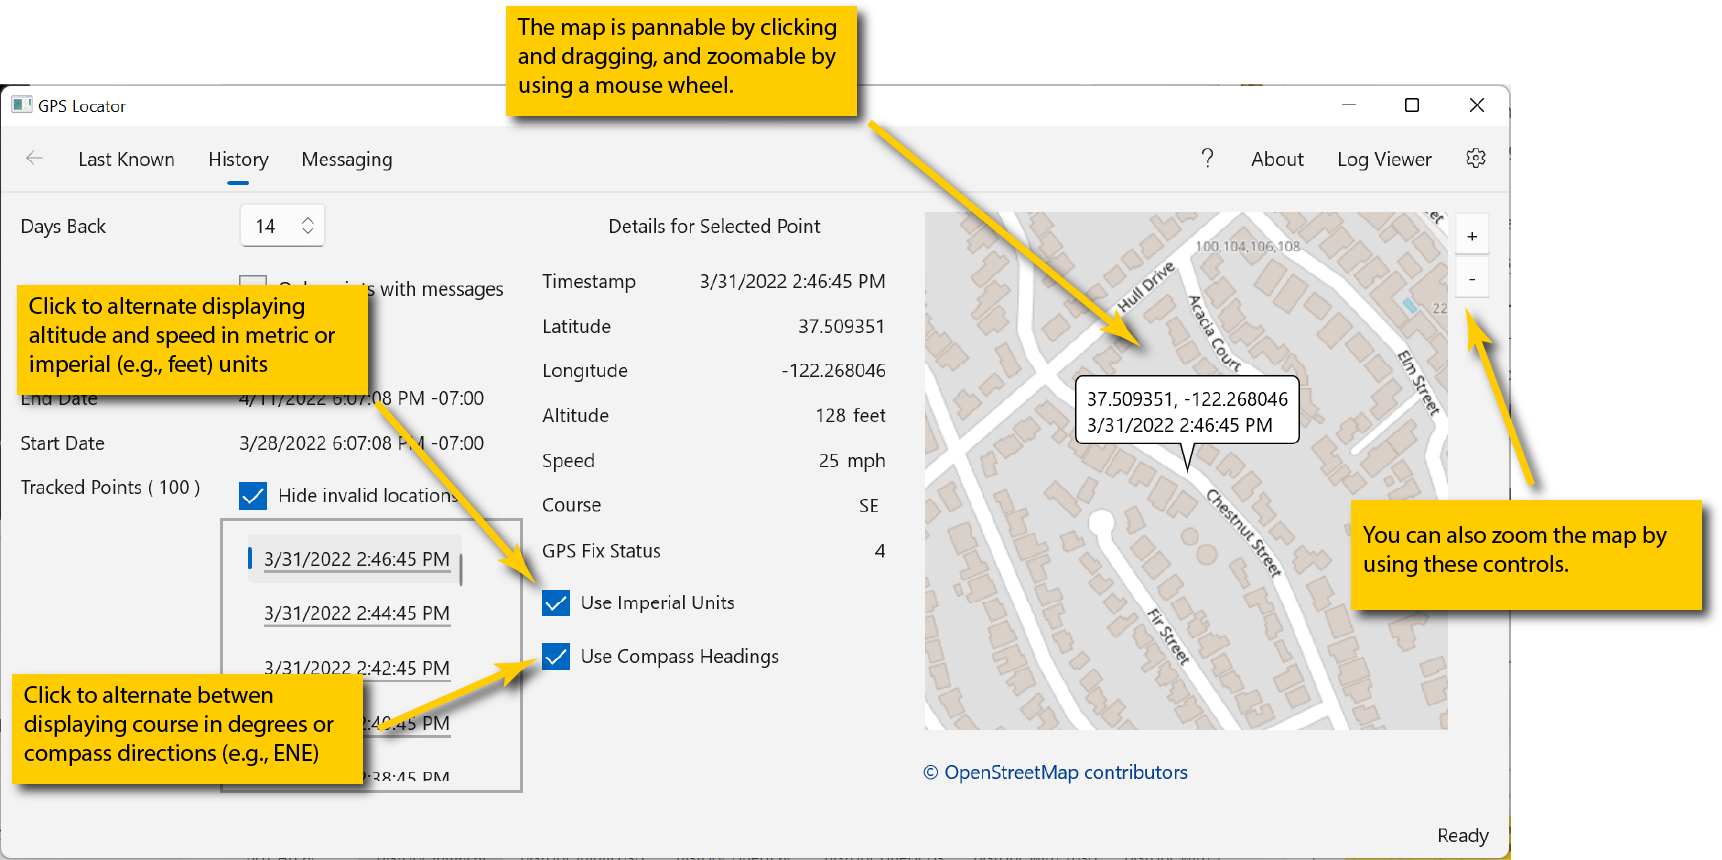 The map is pannable by clicking
and dragging, and zoomable by
using a mouse wheel.
GPS Locator
Last Known
History
Messaging
?
About
Log Viewer
Days Back
14
with messages
Click to alternate displaying
altitude and speed in metric or
imperial (e.g., feet) units
End Date
4/11/2022 6:07:08 PM -07:00
Start Date
3/28/2022 6:07:08 PM -07:00
Tracked Points ( 100 )
Hide invalid locations
3/31/2022 2:46:45 PM
3/31/2022 2:44:45 PM
3/31/2022 2:42:45 PM
2:40:45 PM
2:38:45 PM
Click to alternate betwen
displaying course in degrees or
compass directions (e.g., ENE)
Details for Selected Point
Timestamp
3/31/2022 2:46:45 PM
Latitude
37.509351
Longitude
-122.268046
Altitude
128 feet
Speed
25 mph
Course
SE
GPS Fix Status
4
Use Imperial Units
Use Compass Headings
100,104,106,108
Hull Drive
Acacia Court
22
Elm Street
37.509351, -122.268046
3/31/2022 2:46:45 PM
Chestnut Street
Fir Street
+
-
You can also zoom the map by
using these controls.
© OpenStreetMap contributors
Ready